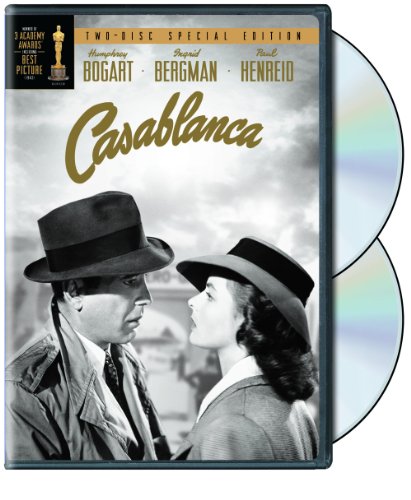 TWO-DISC SPECIAL EDITION
WINNER OF
3 ACADEMY
AWARDS
INCLUDING
BEST
PICTURE
(1943)
Humphrey Ingrid Paul
BOGART · BERGMAN · HENREID
Casablanca